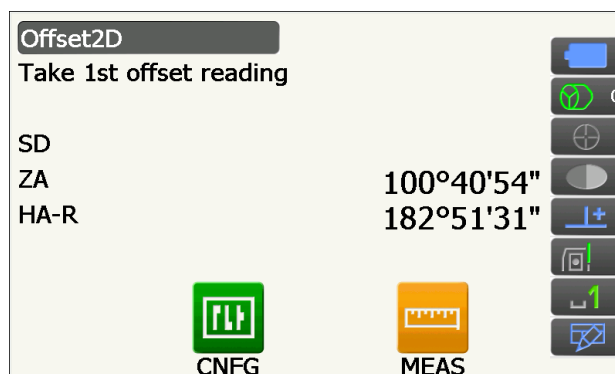 Offset2D
Take 1st offset reading
SD
ZA 100°40'54"
HA-R 182°51'31"
CNFG MEAS